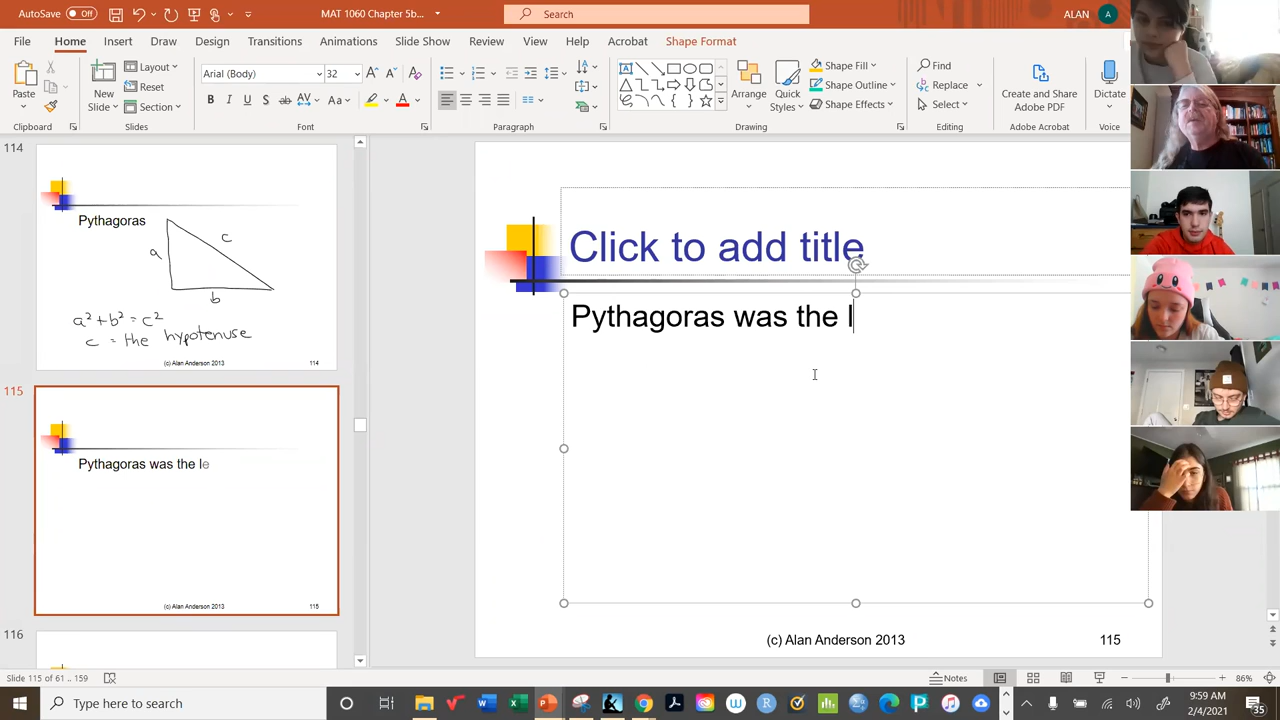 AutoSave Off
MAT 1060 Chapter 5b...
Search
ALAN
A
File Home Insert Draw Design Transitions Animations Slide Show Review View Help Acrobat Shape Format
Paste
Clipboard
New
Slide
Layout
Reset
Section
Slides
Arial (Body)
32
B I U S ab AV Aa A
Font
Paragraph
Arrange
Quick
Styles
Shape Fill
Shape Outline
Shape Effects
Drawing
Find
Replace
Select
Editing
Create and Share
Adobe PDF
Adobe Acrobat
Dictate
Voice
114
Pythagoras
a
c
b
a² + b² = c²
c = the hypotenuse
(c) Alan Anderson 2013
114
115
Pythagoras was the le
(c) Alan Anderson 2013
115
116
Click to add title
Pythagoras was the l
(c) Alan Anderson 2013
115
Slide 115 of 61 .. 159
Notes
86%
Type here to search
9:59 AM
2/4/2021
35